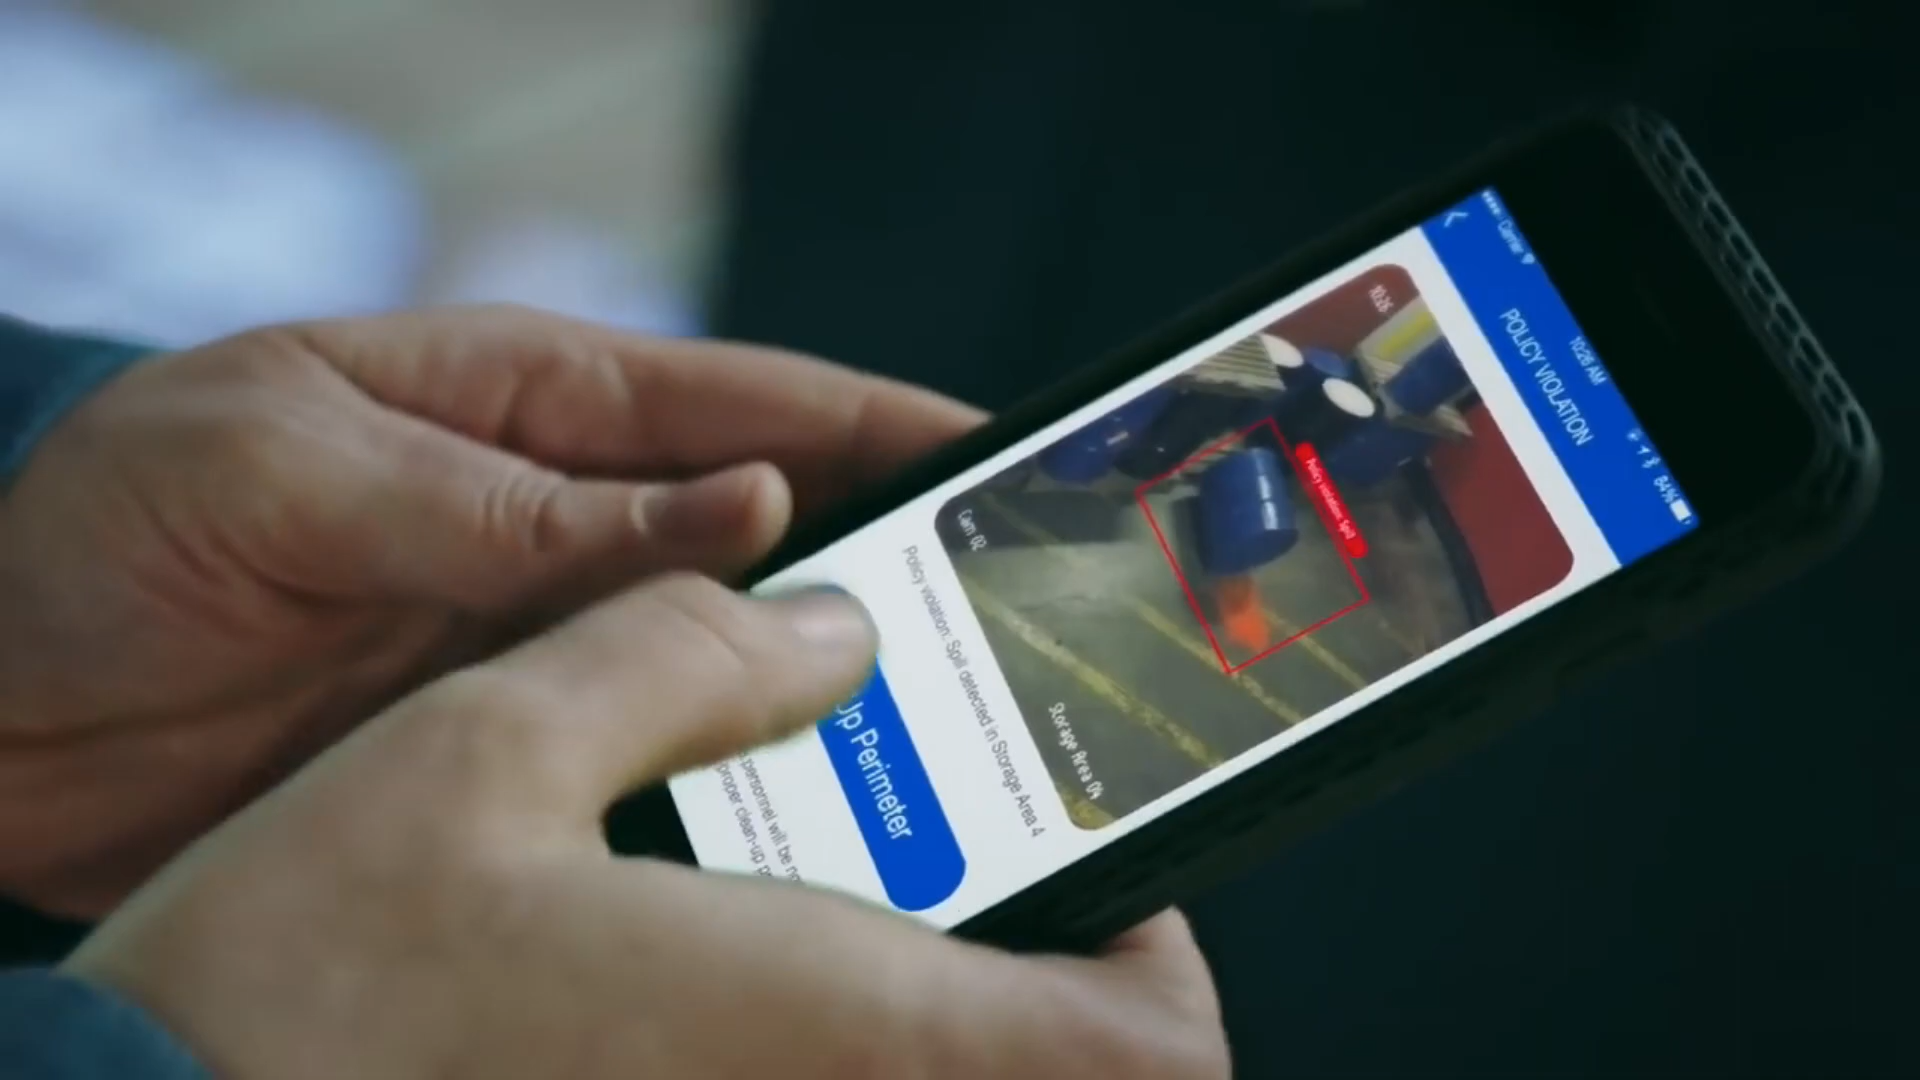 Carrier 10:26 AM 84%
POLICY VIOLATION
10:26
Policy violation: Spill
Cam 02
Storage Area 04
Policy violation: Spill detected in Storage Area 4
Up Perimeter
personnel will be
proper clean-up